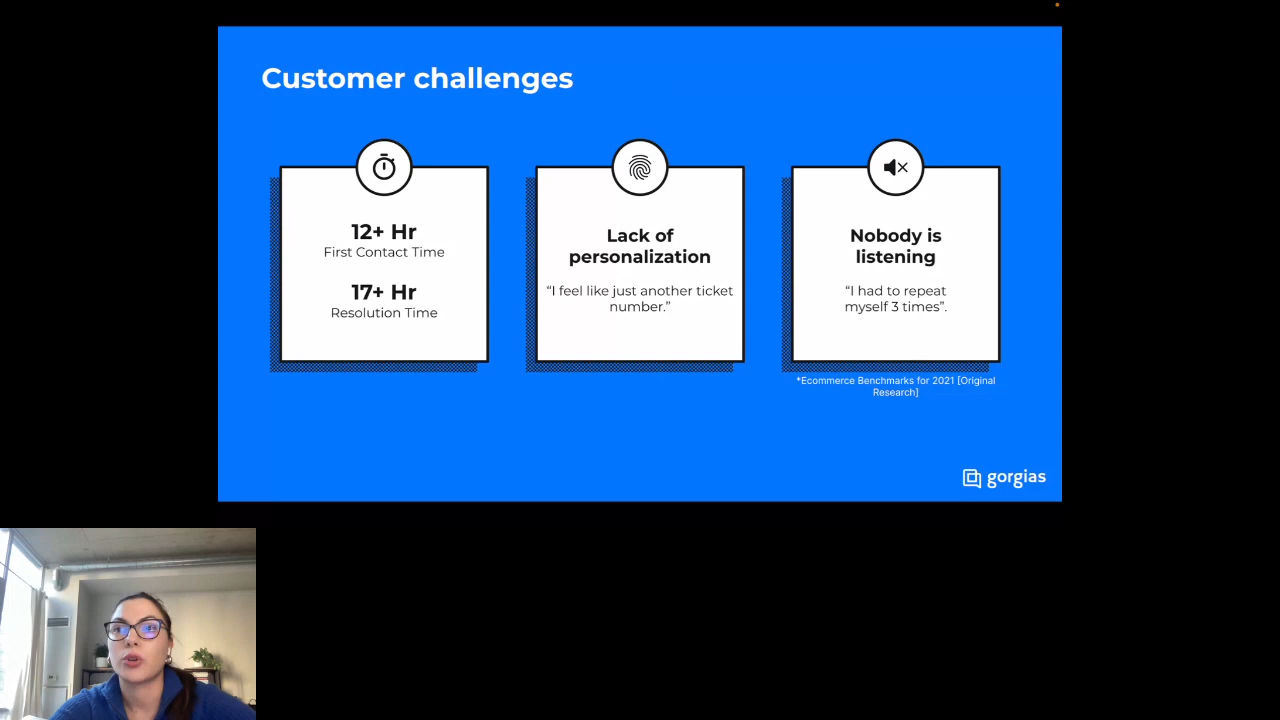 Customer challenges
12+ Hr
First Contact Time
17+ Hr
Resolution Time
Lack of
personalization
“I feel like just another ticket
number.”
Nobody is
listening
“I had to repeat
myself 3 times”.
*Ecommerce Benchmarks for 2021 [Original
Research]
gorgias